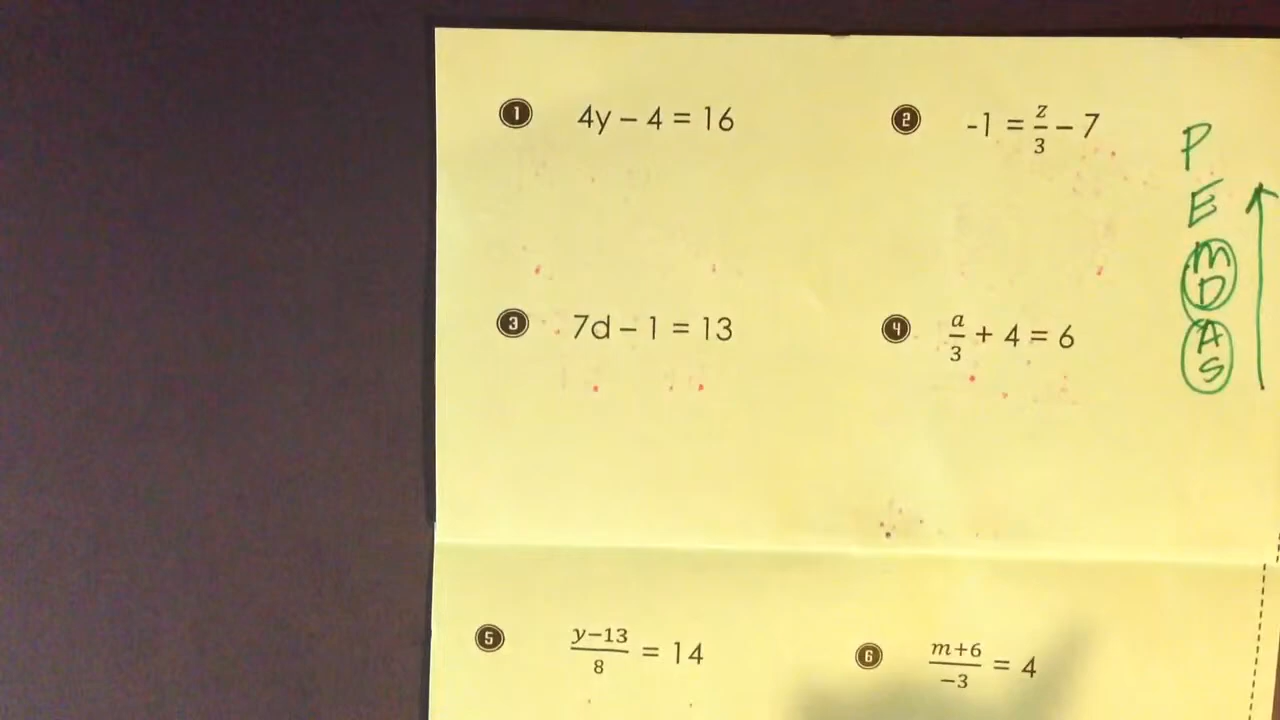 1 4y – 4 = 16
2 -1 = z/3 – 7
3 7d – 1 = 13
4 a/3 + 4 = 6
5 y–13/8 = 14
6 m+6/–3 = 4
P
E
M
D
A
S